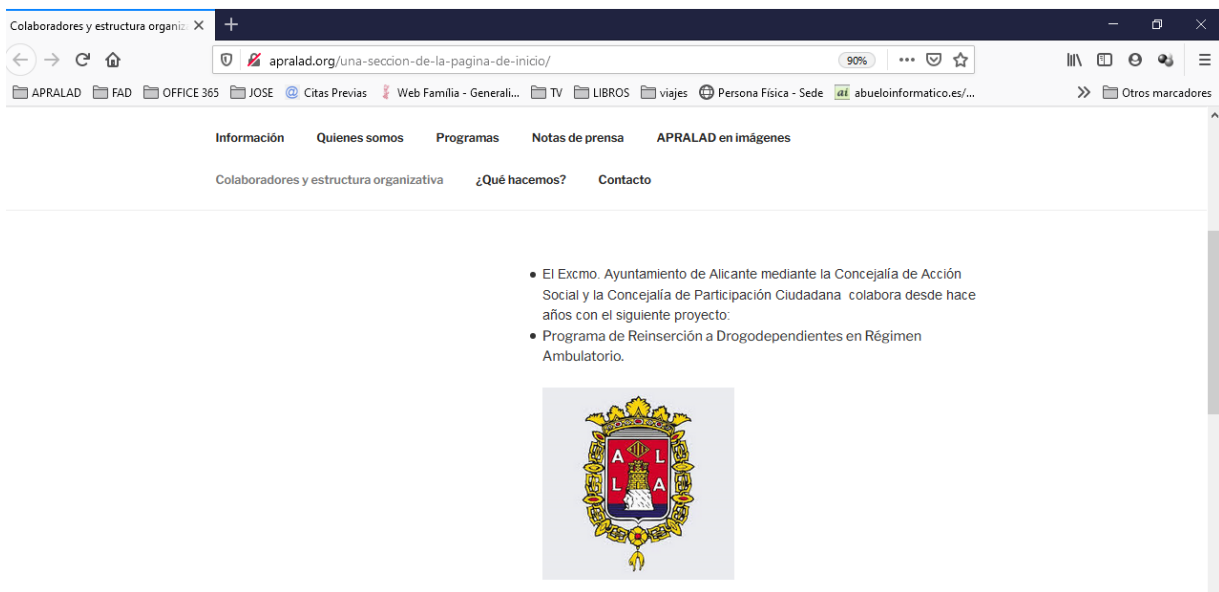 Colaboradores y estructura organiz
apralad.org/una-seccion-de-la-pagina-de-inicio/
90%
APRALAD FAD OFFICE 365 JOSE Citas Previas Web Família - Generali... TV LIBROS viajes Persona Física - Sede ai abueloinformatico.es/... Otros marcadores
Información Quienes somos Programas Notas de prensa APRALAD en imágenes
Colaboradores y estructura organizativa ¿Qué hacemos? Contacto
El Excmo. Ayuntamiento de Alicante mediante la Concejalía de Acción
Social y la Concejalía de Participación Ciudadana colabora desde hace
años con el siguiente proyecto:
Programa de Reinserción a Drogodependientes en Régimen
Ambulatorio.
A L
L A